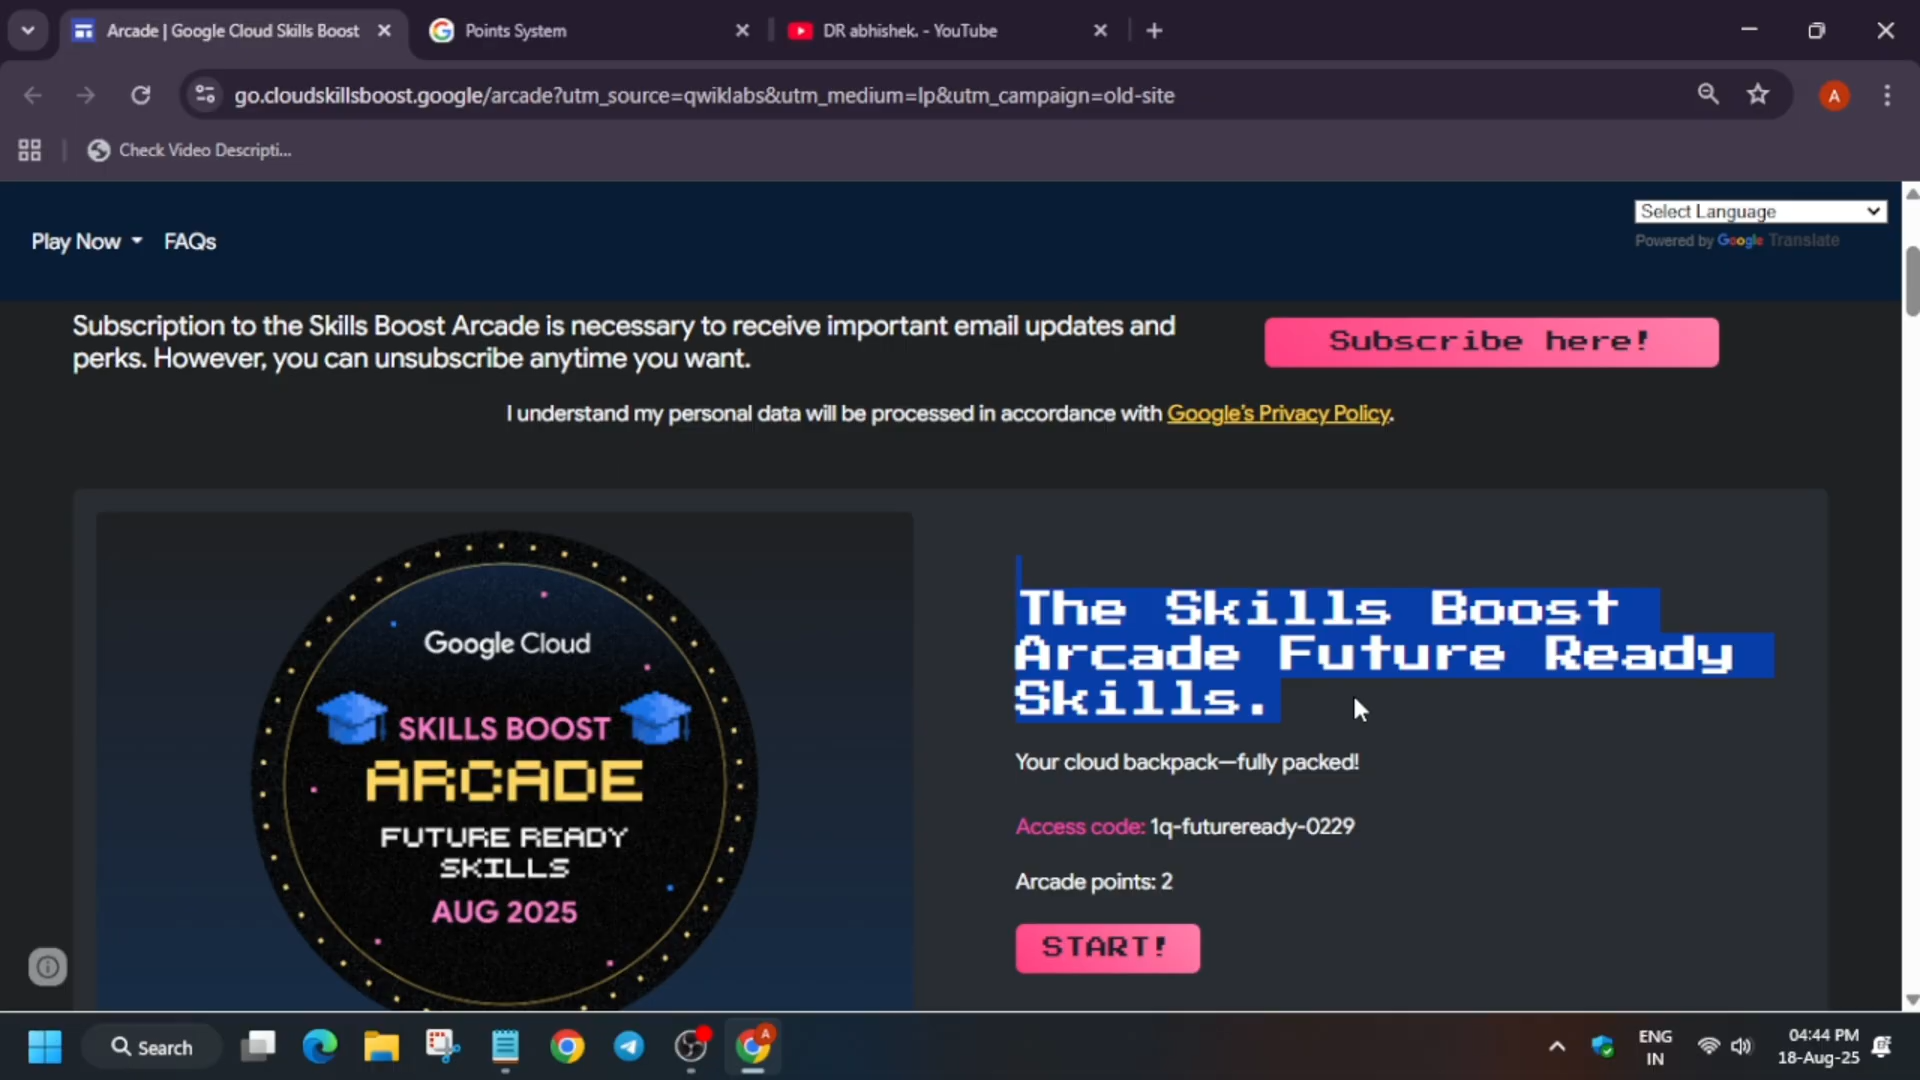 Arcade | Google Cloud Skills Boost
Points System
DR abhishek. - YouTube
go.cloudskillsboost.google/arcade?utm_source=qwiklabs&utm_medium=lp&utm_campaign=old-site
A
Check Video Descripti...
Play Now
FAQs
Select Language
Powered by Google Translate
Subscription to the Skills Boost Arcade is necessary to receive important email updates and
perks. However, you can unsubscribe anytime you want.
Subscribe here!
I understand my personal data will be processed in accordance with Google's Privacy Policy.
Google Cloud
SKILLS BOOST
ARCADE
FUTURE READY
SKILLS
AUG 2025
The Skills Boost
Arcade Future Ready
Skills.
Your cloud backpack—fully packed!
Access code: 1q-futureready-0229
Arcade points: 2
START!
Search
A
ENG
IN
04:44 PM
18-Aug-25